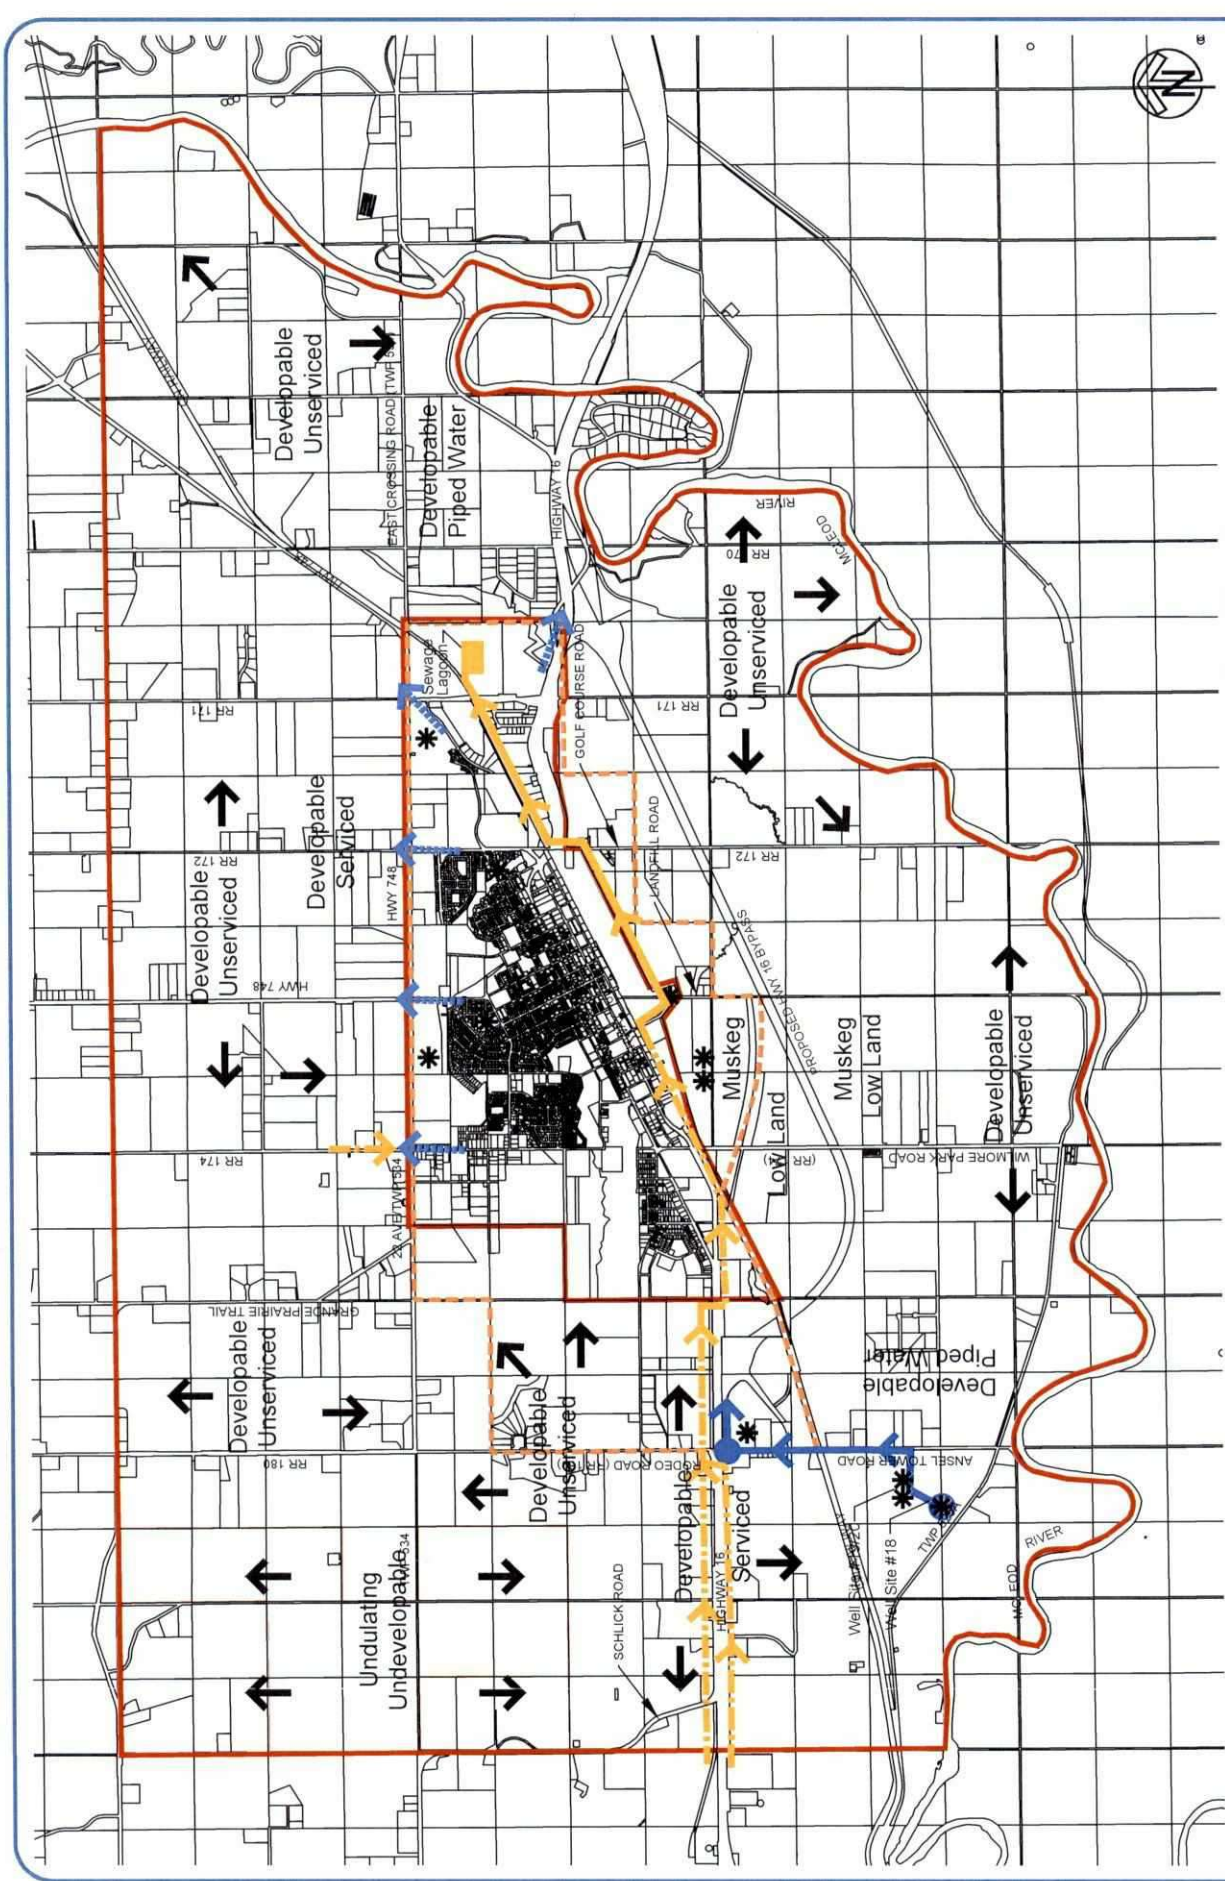 N
Developable
Unserviced
EAST CROSSING ROAD (TWP
Developable
Piped Water
HIGHWAY 16
RIVER
MCLEOD
RR 170
Developable
Unserviced
Sewage
Lagoon
GOLF COURSE ROAD
RR 171
RR 171
Developable
Serviced
RR 172
Developable
Unserviced
HWY 748
HWY 748
LANDFILL ROAD
RR 172
PROPOSED HWY 16 BYPASS
Muskeg
Low Land
Muskeg
Low Land
Developable
Unserviced
RR 174
22 AVE/TWP 534
WILMORE PARK ROAD
GRANDE PRAIRIE TRAIL
Developable
Unserviced
RR 180
Developable
Unserviced
RODEO ROAD
Developable
Piped Water
ANSEL TOWER ROAD
Developable
Serviced
HIGHWAY 16
Undulating
Undevelopable
SCHLICK ROAD
Well Site
Well Site #18
TWP
MCLEOD
RIVER